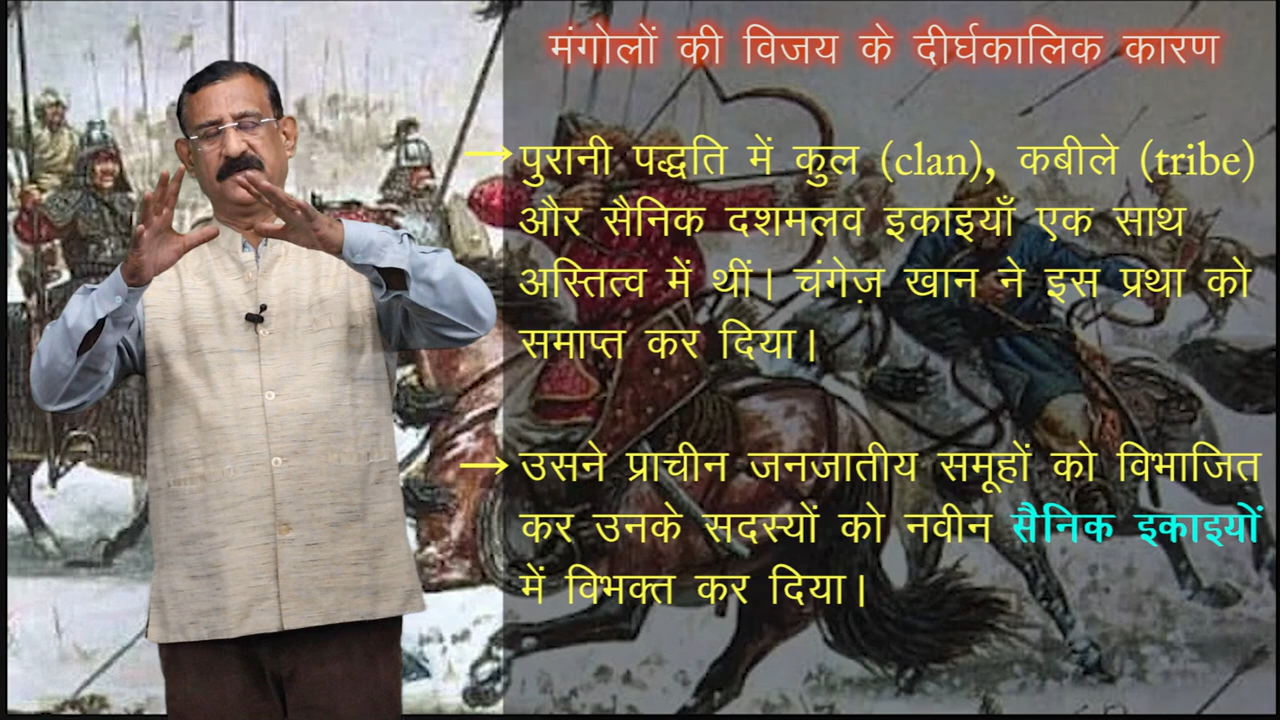 मंगोलों की विजय के दीर्घकालिक कारण
→पुरानी पद्धति में कुल (clan), कबीले (tribe)
और सैनिक दशमलव इकाइयाँ एक साथ
अस्तित्व में थीं। चंगेज़ खान ने इस प्रथा को
समाप्त कर दिया।
→उसने प्राचीन जनजातीय समूहों को विभाजित
कर उनके सदस्यों को नवीन सैनिक इकाइयों
में विभक्त कर दिया।